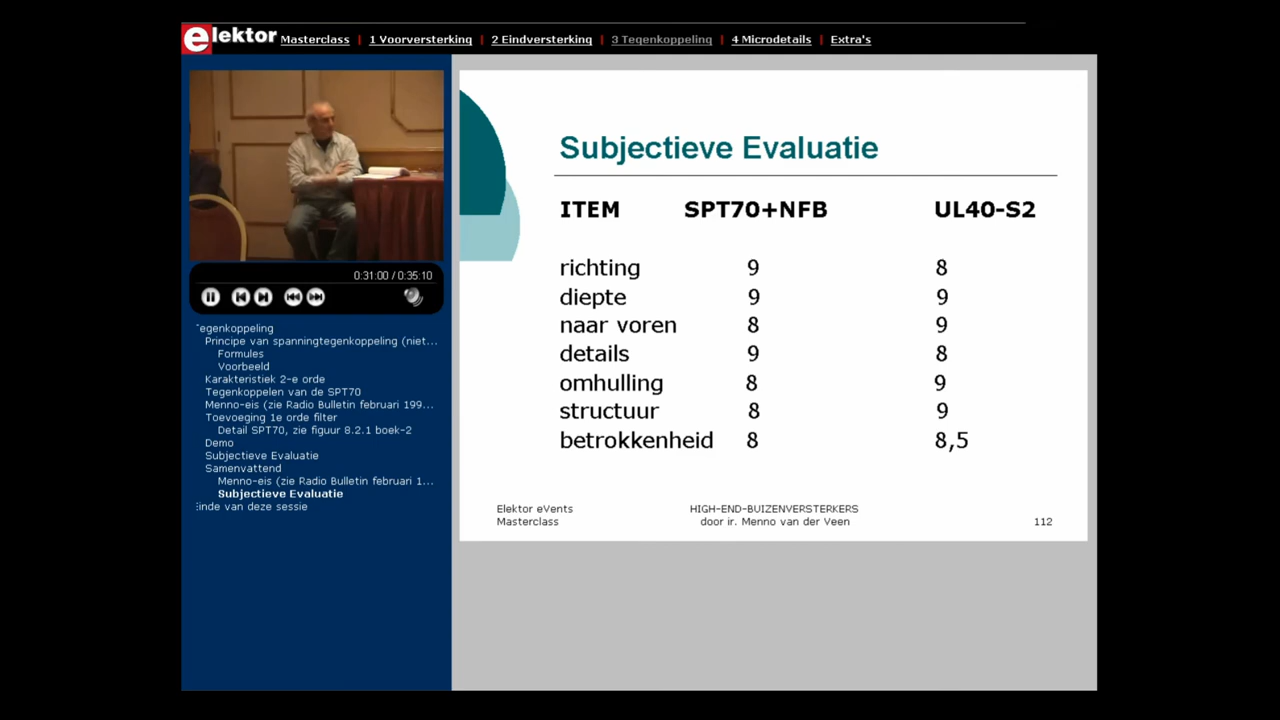 elektor Masterclass | 1 Voorversterking | 2 Eindversterking | 3 Tegenkoppeling | 4 Microdetails | Extra's
0:31:00 / 0:35:10
Tegenkoppeling
Principe van spanningtegenkoppeling (niet...
Formules
Voorbeeld
Karakteristiek 2-e orde
Tegenkoppelen van de SPT70
Menno-eis (zie Radio Bulletin februari 199...
Toevoeging 1e orde filter
Detail SPT70, zie figuur 8.2.1 boek-2
Demo
Subjectieve Evaluatie
Samenvattend
Menno-eis (zie Radio Bulletin februari 1...
Subjectieve Evaluatie
Einde van deze sessie
Subjectieve Evaluatie
ITEM SPT70+NFB UL40-S2
richting 9 8
diepte 9 9
naar voren 8 9
details 9 8
omhulling 8 9
structuur 8 9
betrokkenheid 8 8,5
Elektor eVents HIGH-END-BUIZENVERSTERKERS
Masterclass door ir. Menno van der Veen 112